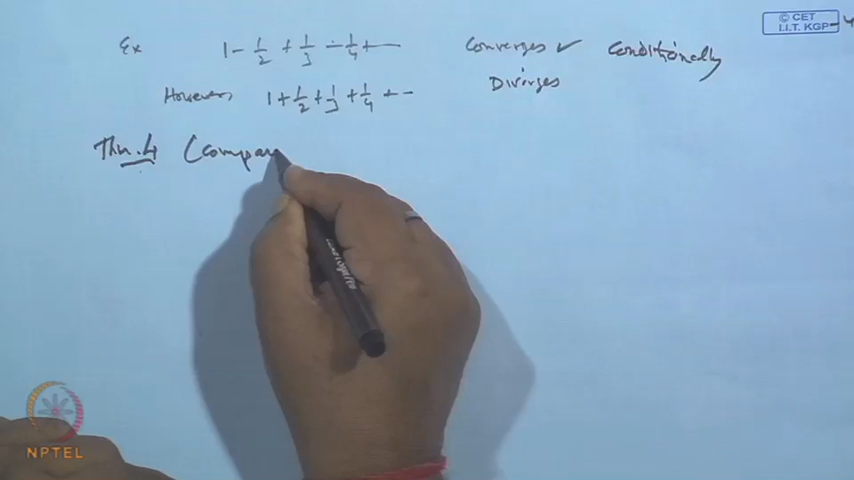 Ex 1 - 1/2 + 1/3 - 1/4 + — Converges ✓ Conditionally
However, 1 + 1/2 + 1/3 + 1/4 + -- Diverges
Thm. 4 (Compar
© CET
I.I.T. KGP
NPTEL